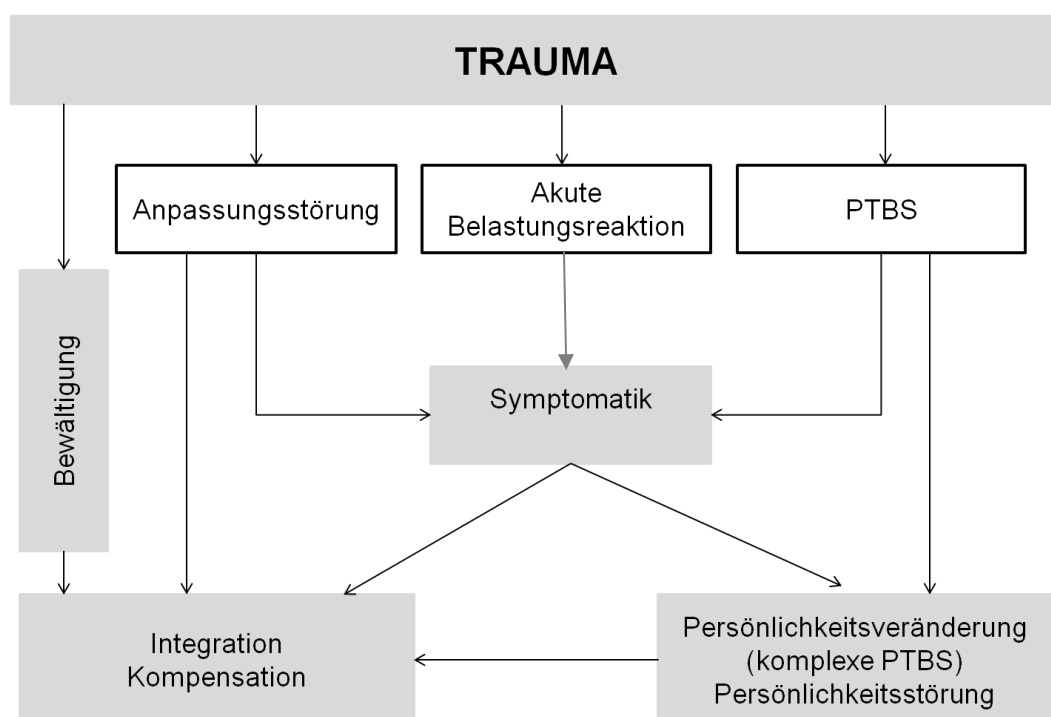 TRAUMA
Anpassungsstörung
Akute
Belastungsreaktion
PTBS
Bewältigung
Symptomatik
Integration
Kompensation
Persönlichkeitsveränderung
(komplexe PTBS)
Persönlichkeitsstörung